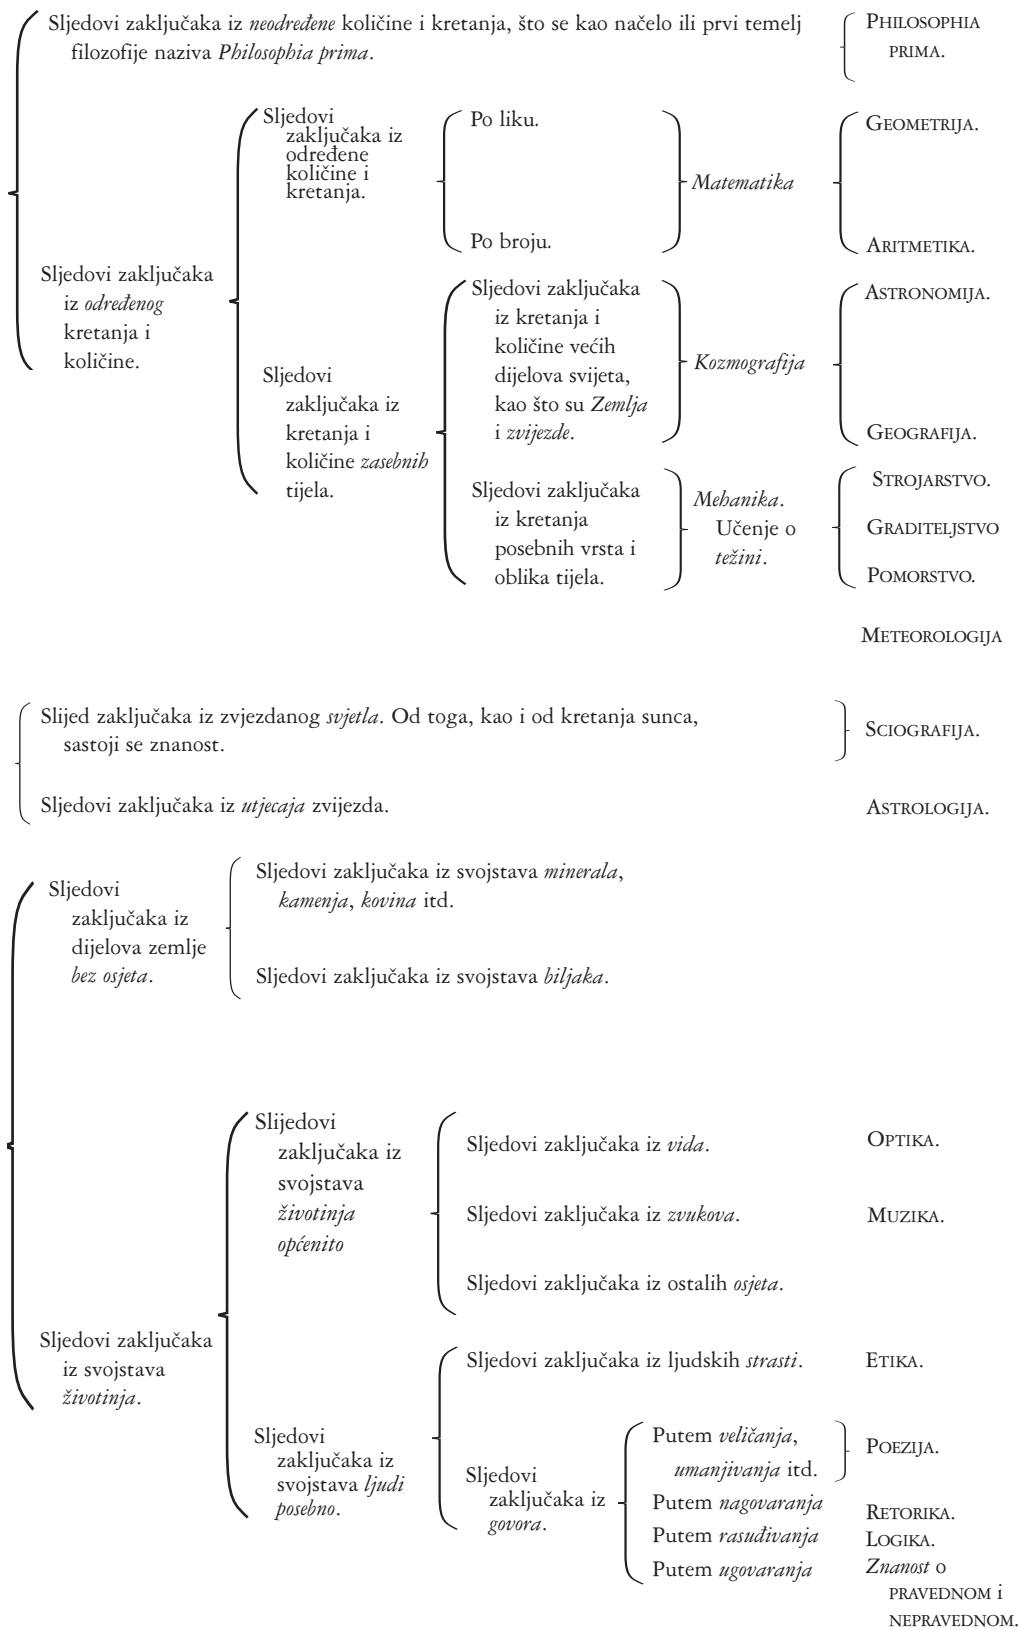 Sljedovi zaključaka iz neodređene količine i kretanja, što se kao načelo ili prvi temelj
filozofije naziva Philosophia prima.
PHILOSOPHIA
PRIMA.
Sljedovi zaključaka
iz određenog
kretanja i
količine.
Sljedovi
zaključaka iz
određene
količine i
kretanja.
Po liku.
Po broju.
Matematika
GEOMETRIJA.
ARITMETIKA.
Sljedovi
zaključaka iz
kretanja i
količine zasebnih
tijela.
Sljedovi zaključaka
iz kretanja i
količine većih
dijelova svijeta,
kao što su Zemlja
i zvijezde.
Kozmografija
ASTRONOMIJA.
GEOGRAFIJA.
Sljedovi zaključaka
iz kretanja
posebnih vrsta i
oblika tijela.
Mehanika.
Učenje o
težini.
STROJARSTVO.
GRADITELJSTVO
POMORSTVO.
METEOROLOGIJA
Slijed zaključaka iz zvjezdanog svjetla. Od toga, kao i od kretanja sunca,
sastoji se znanost.
SCIOGRAFIJA.
Sljedovi zaključaka iz utjecaja zvijezda.
ASTROLOGIJA.
Sljedovi
zaključaka iz
dijelova zemlje
bez osjeta.
Sljedovi zaključaka iz svojstava minerala,
kamenja, kovina itd.
Sljedovi zaključaka iz svojstava biljaka.
Sljedovi zaključaka
iz svojstava
životinja.
Slijedovi
zaključaka iz
svojstava
životinja
općenito
Sljedovi zaključaka iz vida.
OPTIKA.
Sljedovi zaključaka iz zvukova.
MUZIKA.
Sljedovi zaključaka iz ostalih osjeta.
Sljedovi
zaključaka iz
svojstava ljudi
posebno.
Sljedovi zaključaka iz ljudskih strasti.
ETIKA.
Sljedovi
zaključaka iz
govora.
Putem veličanja,
umanjivanja itd.
POEZIJA.
Putem nagovaranja
RETORIKA.
Putem rasuđivanja
LOGIKA.
Putem ugovaranja
Znanost o
PRAVEDNOM i
NEPRAVEDNOM.